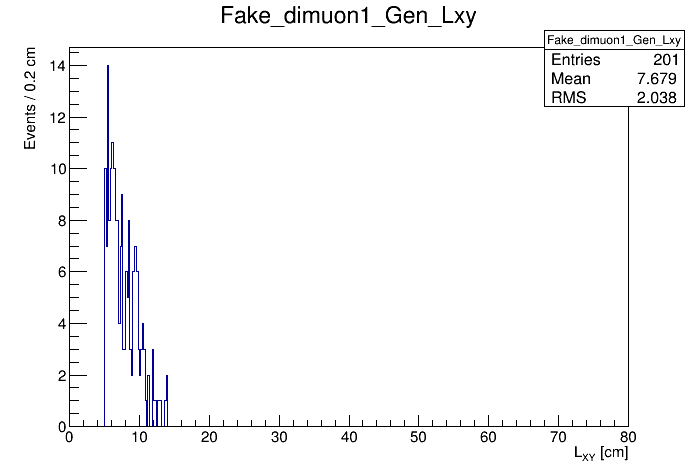 Fake_dimuon1_Gen_Lxy
Fake_dimuon1_Gen_Lxy
Entries 201
Mean 7.679
RMS 2.038
Events / 0.2 cm
14
12
10
8
6
4
2
0
0 10 20 30 40 50 60 70 80
L_XY [cm]